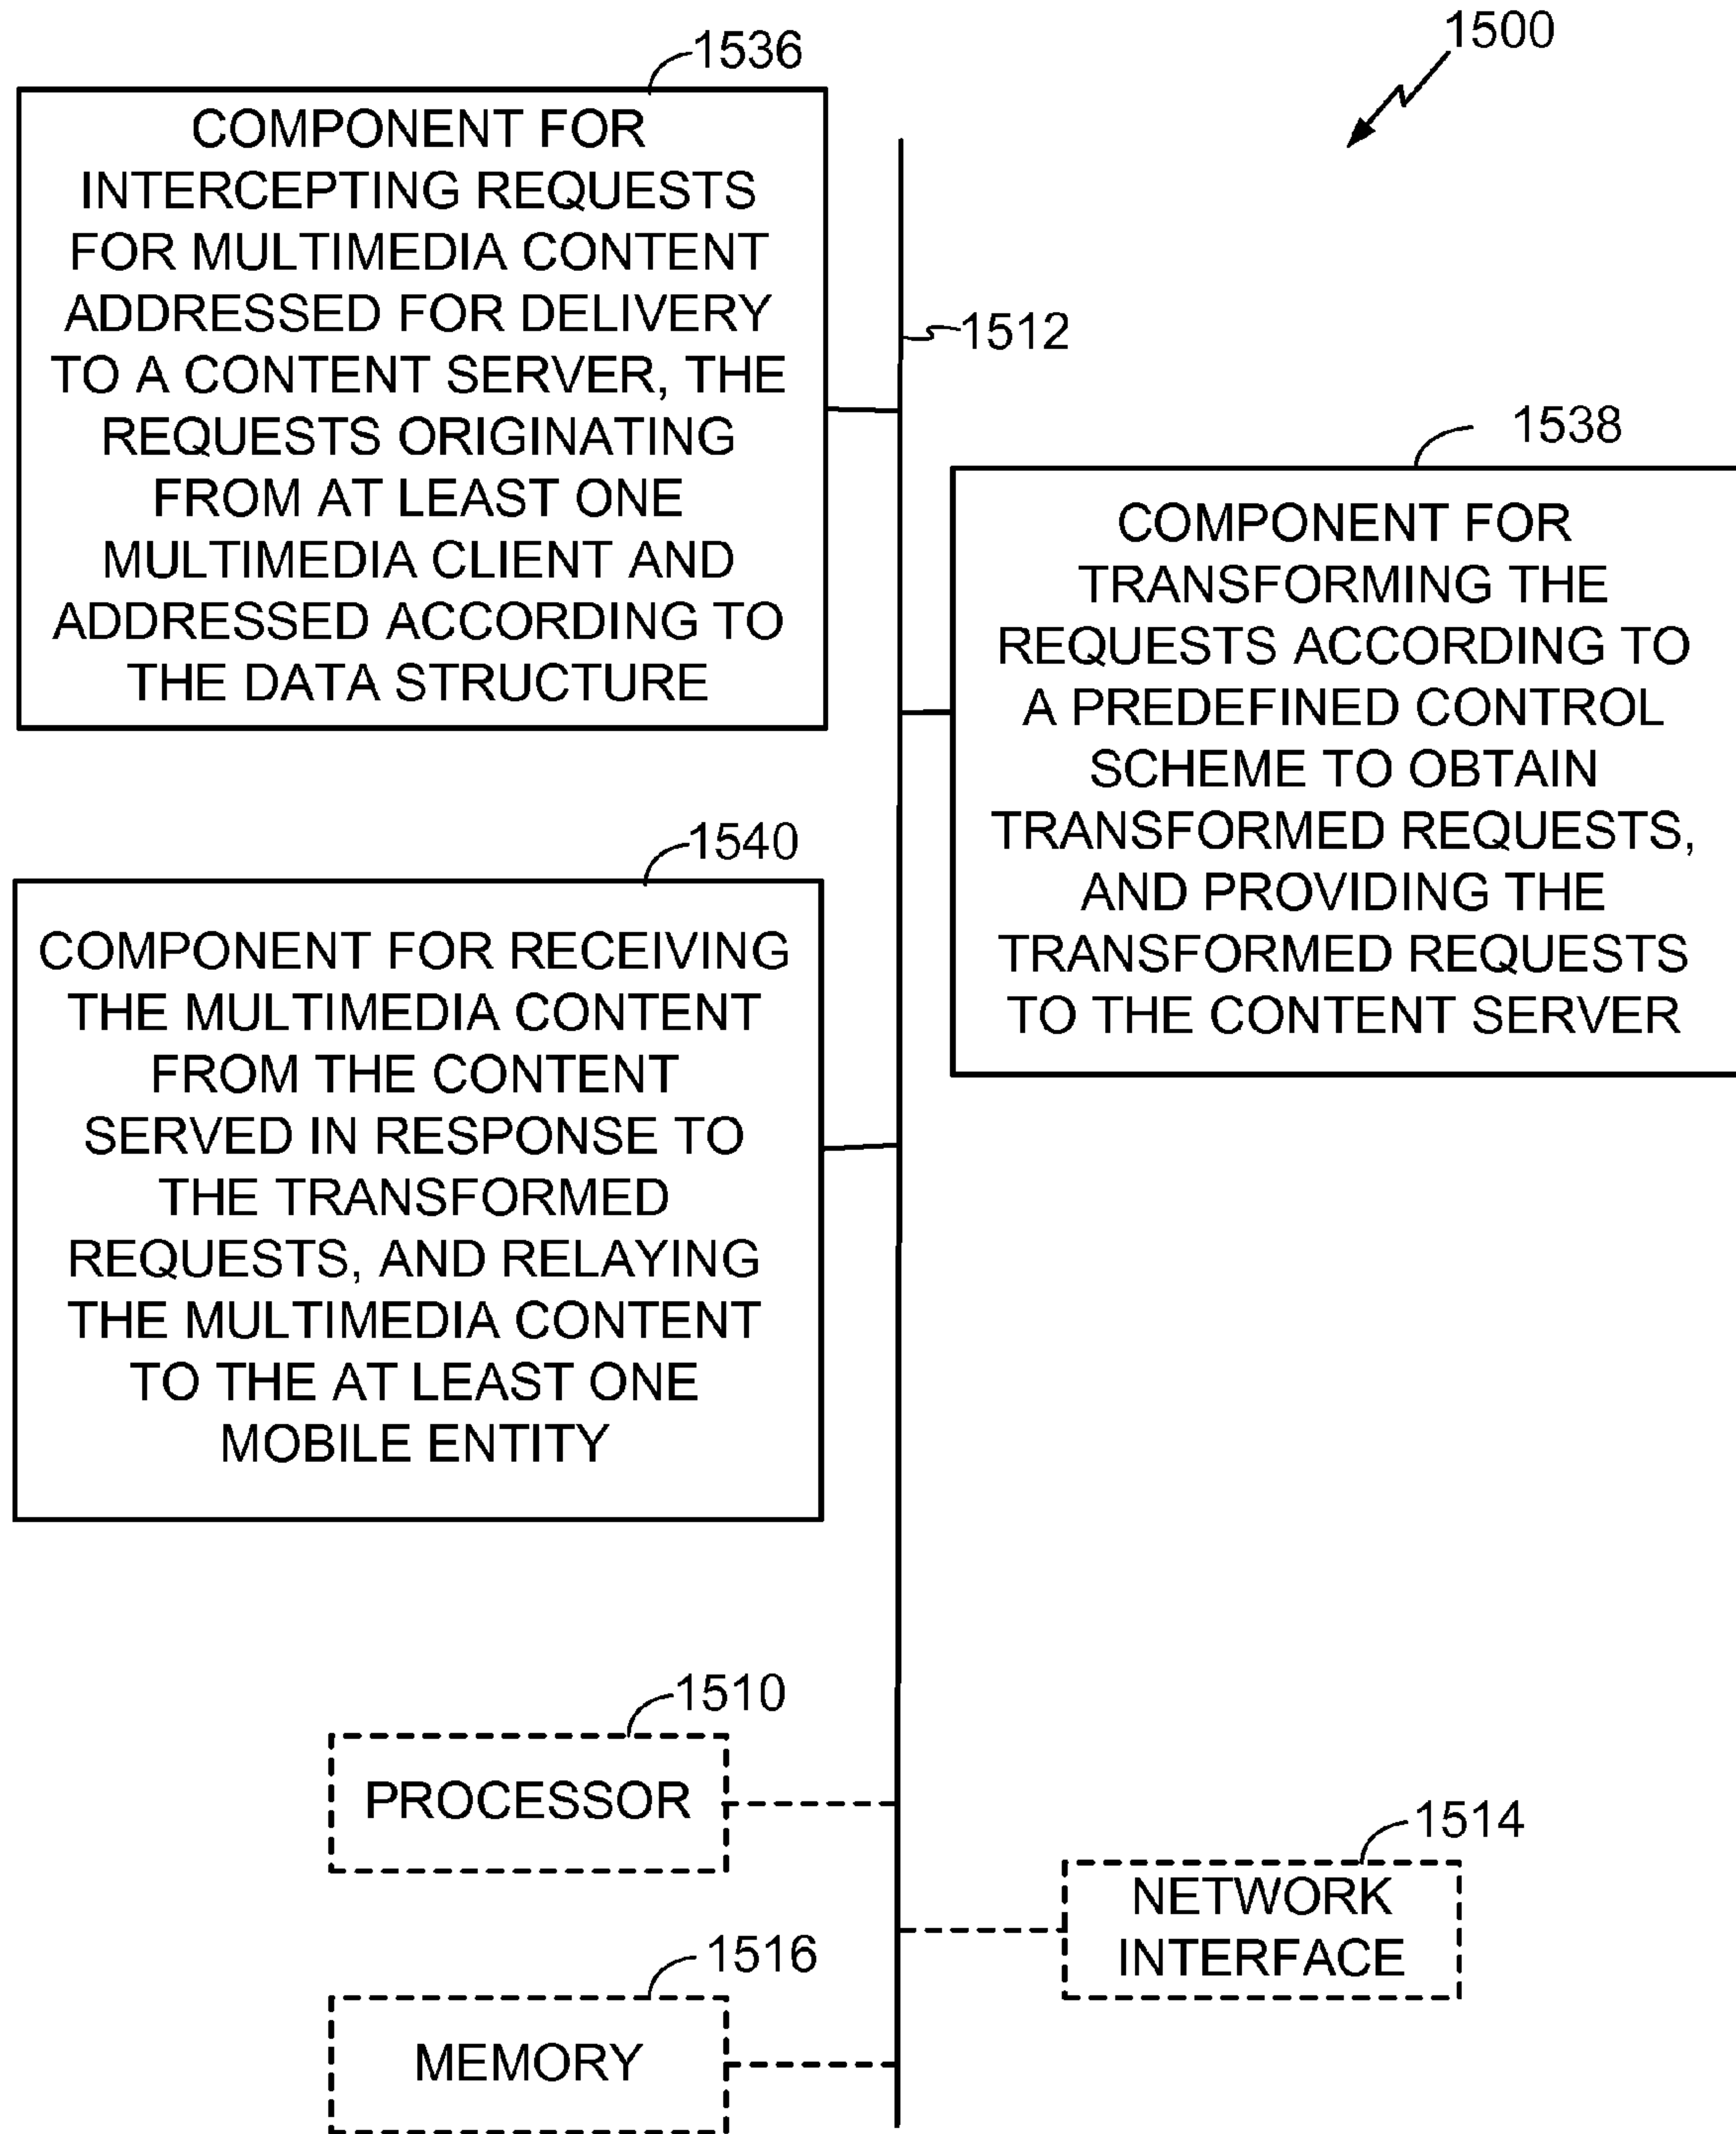 1500
1536
COMPONENT FOR
INTERCEPTING REQUESTS
FOR MULTIMEDIA CONTENT
ADDRESSED FOR DELIVERY
TO A CONTENT SERVER, THE
REQUESTS ORIGINATING
FROM AT LEAST ONE
MULTIMEDIA CLIENT AND
ADDRESSED ACCORDING TO
THE DATA STRUCTURE
1512
1538
COMPONENT FOR
TRANSFORMING THE
REQUESTS ACCORDING TO
A PREDEFINED CONTROL
SCHEME TO OBTAIN
TRANSFORMED REQUESTS,
AND PROVIDING THE
TRANSFORMED REQUESTS
TO THE CONTENT SERVER
1540
COMPONENT FOR RECEIVING
THE MULTIMEDIA CONTENT
FROM THE CONTENT
SERVED IN RESPONSE TO
THE TRANSFORMED
REQUESTS, AND RELAYING
THE MULTIMEDIA CONTENT
TO THE AT LEAST ONE
MOBILE ENTITY
1510
PROCESSOR
1514
NETWORK
INTERFACE
1516
MEMORY